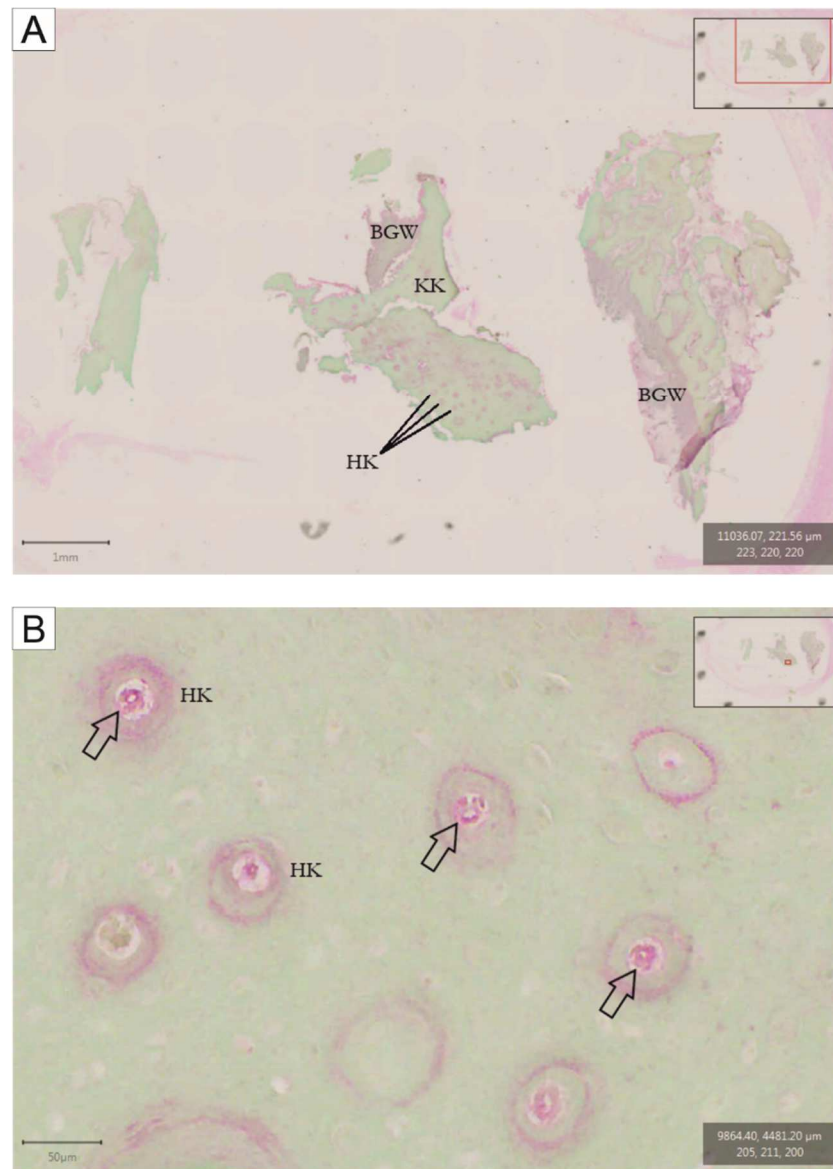 A
BGW
KK
BGW
HK
1mm
11036.07, 221.56 µm
223, 220, 220
B
HK
HK
50µm
9864.40, 4481.20 µm
205, 211, 200